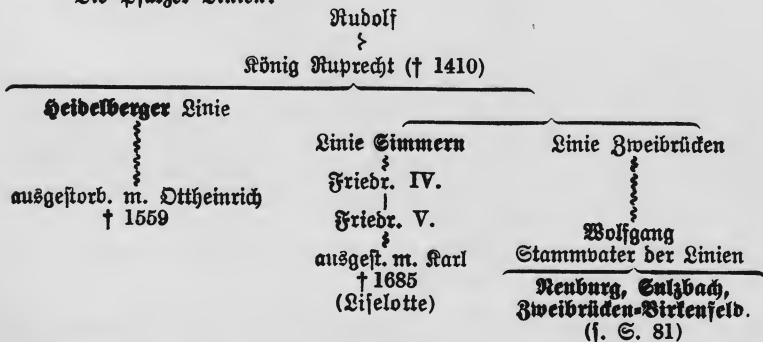 Die Pfälzer Linien:
Rudolf
König Ruprecht († 1410)
Heidelberger Linie
ausgestorb. m. Ottheinrich
† 1559
Linie Simmern
Friedr. IV.
Friedr. V.
ausgest. m. Karl
† 1685
(Liselotte)
Linie Zweibrücken
Wolfgang
Stammvater der Linien
Neuburg, Sulzbach,
Zweibrücken-Birkenfeld.
(s. S. 81)